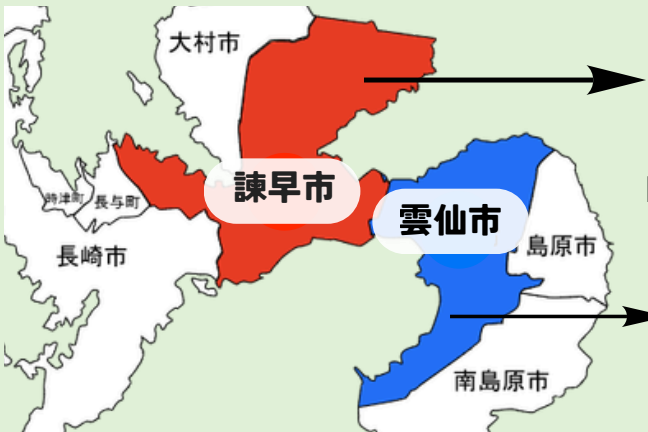 大村市
諫早市
時津町
長与町
雲仙市
長崎市
島原市
南島原市